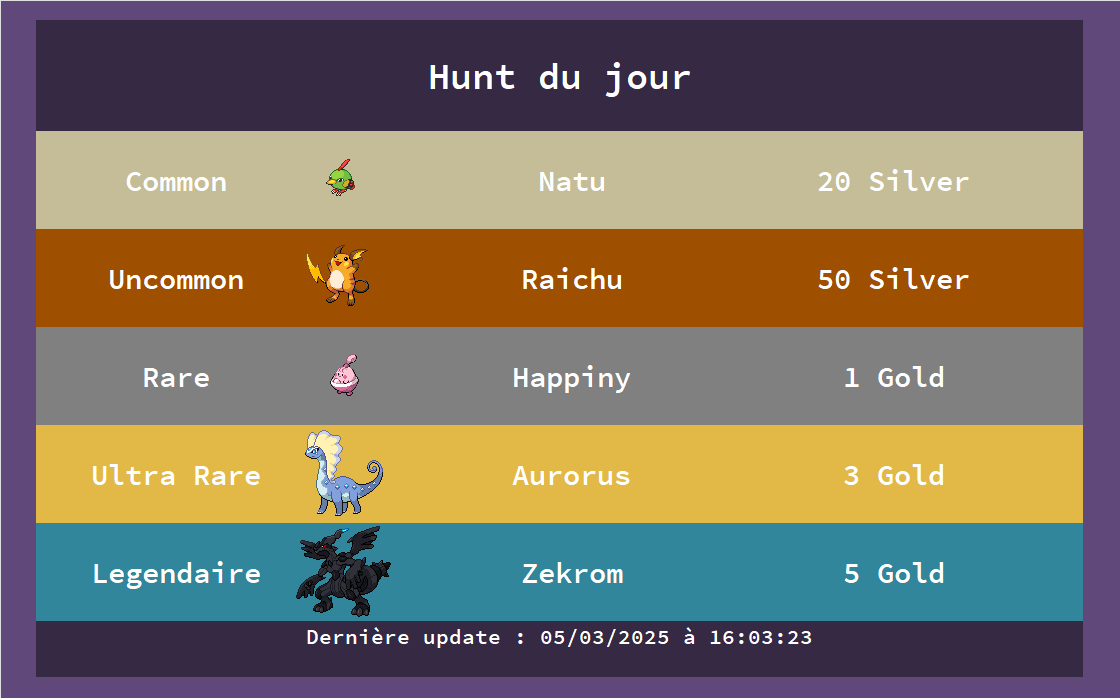 Hunt du jour
Common Natu 20 Silver
Uncommon Raichu 50 Silver
Rare Happiny 1 Gold
Ultra Rare Aurorus 3 Gold
Legendaire Zekrom 5 Gold
Dernière update : 05/03/2025 à 16:03:23